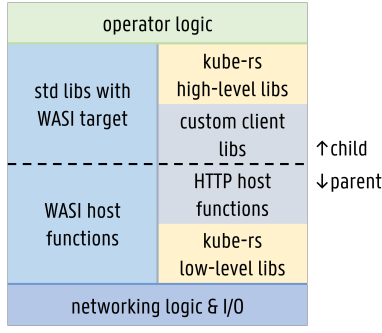 operator logic
std libs with
WASI target
kube-rs
high-level libs
custom client
libs
↑child
↓parent
WASI host
functions
HTTP host
functions
kube-rs
low-level libs
networking logic & I/O